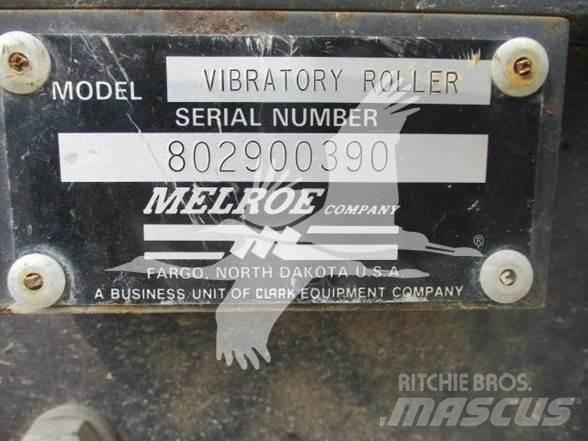 MODEL VIBRATORY ROLLER
SERIAL NUMBER
802900390
MELROE COMPANY
®
FARGO, NORTH DAKOTA U.S.A
A BUSINESS UNIT OF CLARK EQUIPMENT COMPANY
RITCHIE BROS.
MASCUS